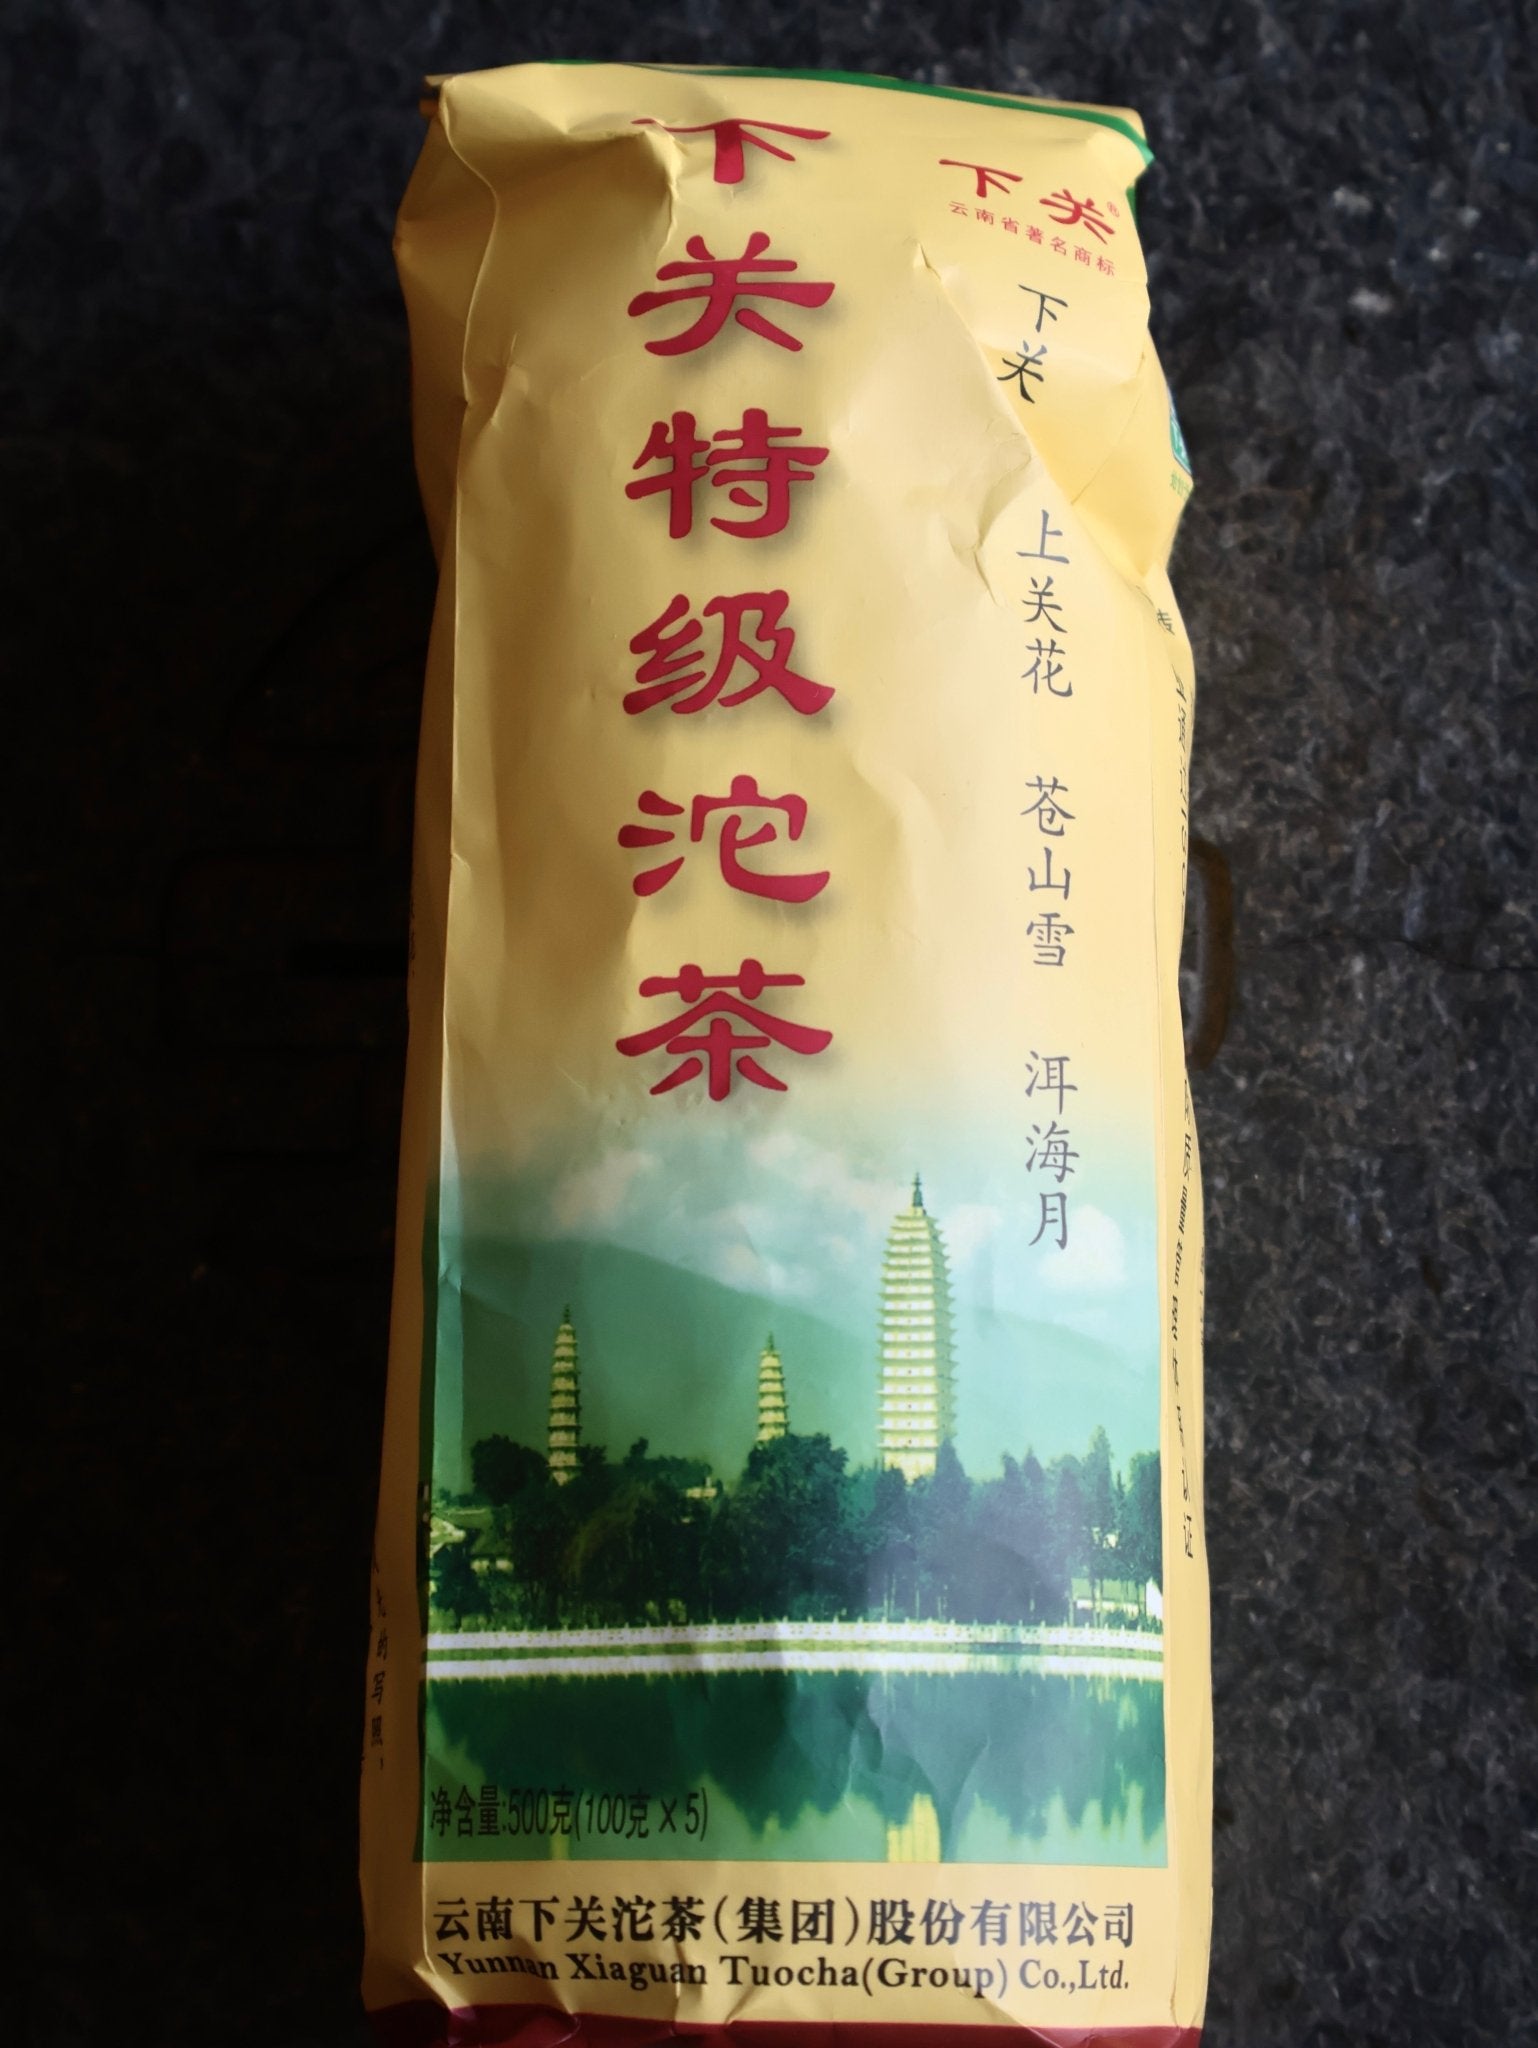 下关特级沱茶
下关®
云南省著名商标
下关
上关花
苍山雪
洱海月
的写照，
净含量:500克(100克×5)
云南下关沱茶(集团)股份有限公司
Yunnan Xiaguan Tuocha(Group) Co.,Ltd.